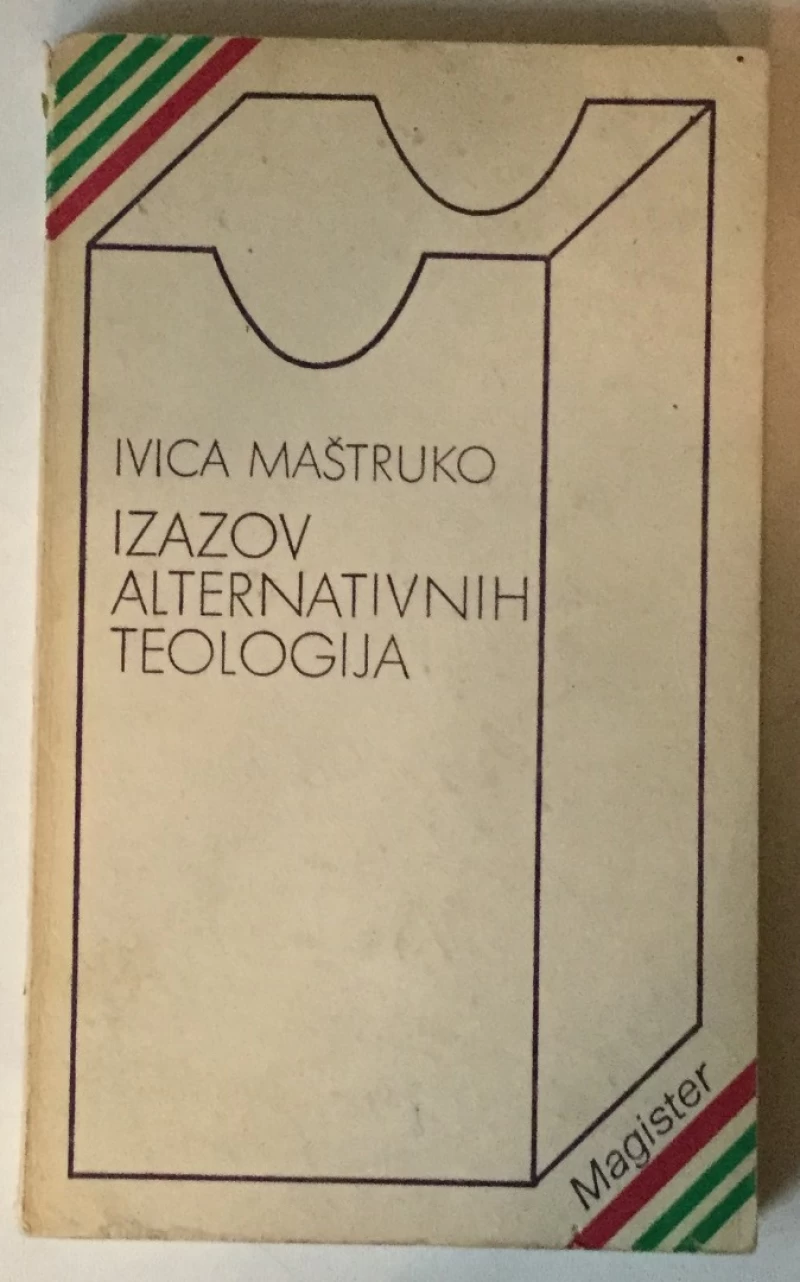 IVICA MAŠTRUKO
IZAZOV
ALTERNATIVNIH
TEOLOGIJA
Magister